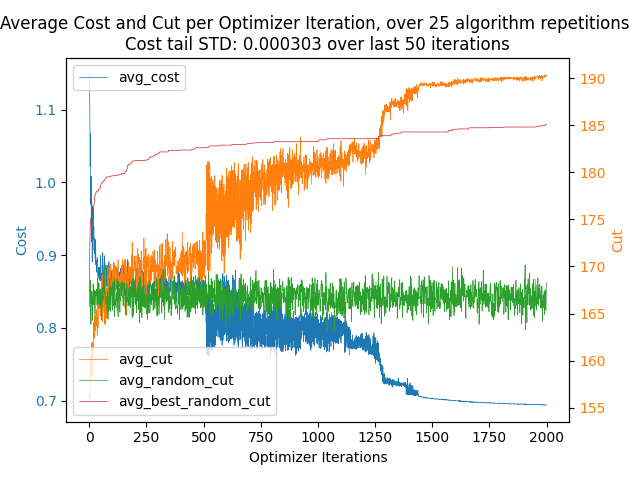 Average Cost and Cut per Optimizer Iteration, over 25 algorithm repetitions
Cost tail STD: 0.000303 over last 50 iterations
avg_cost
1.1
1.0
0.9
0.8
0.7
Cost
190
185
180
175
170
165
160
155
Cut
avg_cut
avg_random_cut
avg_best_random_cut
0 250 500 750 1000 1250 1500 1750 2000
Optimizer Iterations